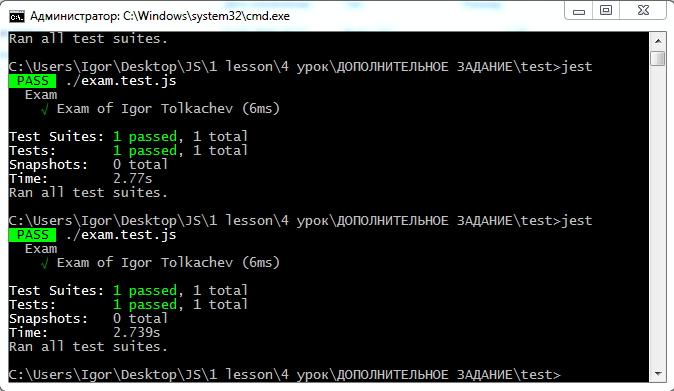 Администратор: C:\Windows\system32\cmd.exe
Ran all test suites.
C:\Users\Igor\Desktop\JS\1 lesson\4 урок\ДОПОЛНИТЕЛЬНОЕ ЗАДАНИЕ\test>jest
PASS ./exam.test.js
Exam
√ Exam of Igor Tolkachev (6ms)
Test Suites: 1 passed, 1 total
Tests: 1 passed, 1 total
Snapshots: 0 total
Time: 2.77s
Ran all test suites.
C:\Users\Igor\Desktop\JS\1 lesson\4 урок\ДОПОЛНИТЕЛЬНОЕ ЗАДАНИЕ\test>jest
PASS ./exam.test.js
Exam
√ Exam of Igor Tolkachev (6ms)
Test Suites: 1 passed, 1 total
Tests: 1 passed, 1 total
Snapshots: 0 total
Time: 2.739s
Ran all test suites.
C:\Users\Igor\Desktop\JS\1 lesson\4 урок\ДОПОЛНИТЕЛЬНОЕ ЗАДАНИЕ\test>